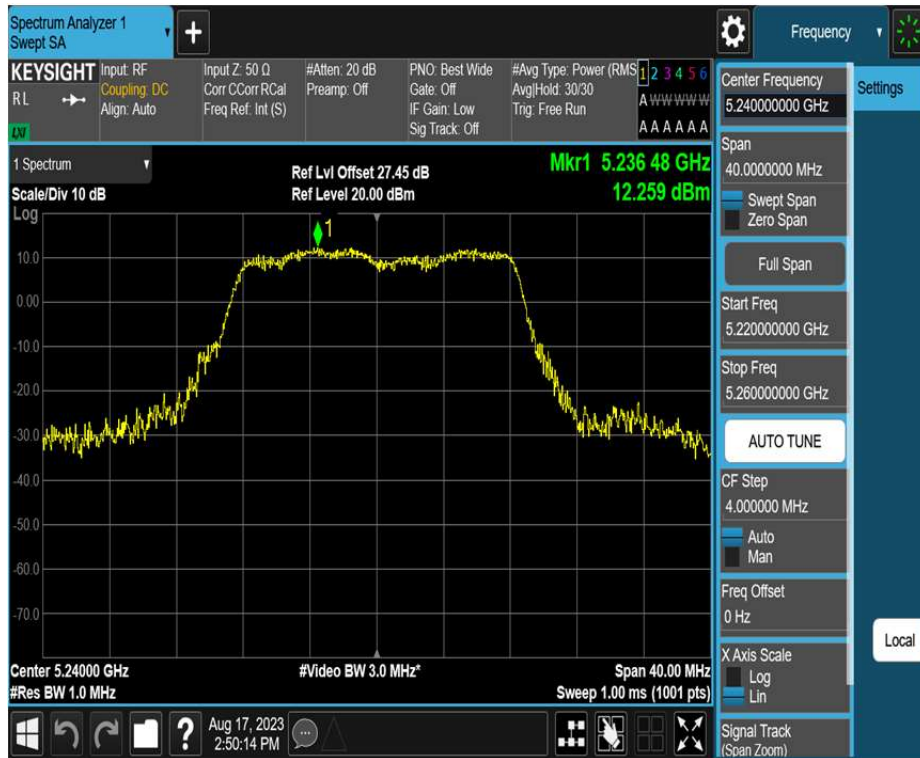 Spectrum Analyzer 1
Swept SA
+
Frequency
KEYSIGHT
R L
LXI
Input: RF
Coupling: DC
Align: Auto
Input Z: 50 Ω
Corr CCorr RCal
Freq Ref: Int (S)
#Atten: 20 dB
Preamp: Off
PNO: Best Wide
Gate: Off
IF Gain: Low
Sig Track: Off
#Avg Type: Power (RMS
Avg|Hold: 30/30
Trig: Free Run
1 2 3 4 5 6
A W W W W W
A A A A A A
1 Spectrum
Scale/Div 10 dB
Log
Ref Lvl Offset 27.45 dB
Ref Level 20.00 dBm
Mkr1 5.236 48 GHz
12.259 dBm
1
10.0
0.00
-10.0
-20.0
-30.0
-40.0
-50.0
-60.0
-70.0
Center 5.24000 GHz
#Res BW 1.0 MHz
#Video BW 3.0 MHz*
Span 40.00 MHz
Sweep 1.00 ms (1001 pts)
?
Aug 17, 2023
2:50:14 PM
Center Frequency
5.240000000 GHz
Span
40.0000000 MHz
Swept Span
Zero Span
Full Span
Start Freq
5.220000000 GHz
Stop Freq
5.260000000 GHz
AUTO TUNE
CF Step
4.000000 MHz
Auto
Man
Freq Offset
0 Hz
X Axis Scale
Log
Lin
Signal Track
(Span Zoom)
Settings
Local